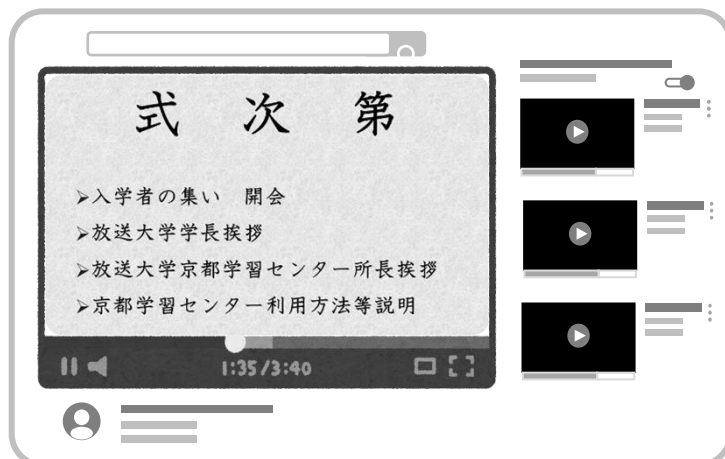 式 次 第
➢入学者の集い 開会
➢放送大学学長挨拶
➢放送大学京都学習センター所長挨拶
➢京都学習センター利用方法等説明
1:35/3:40